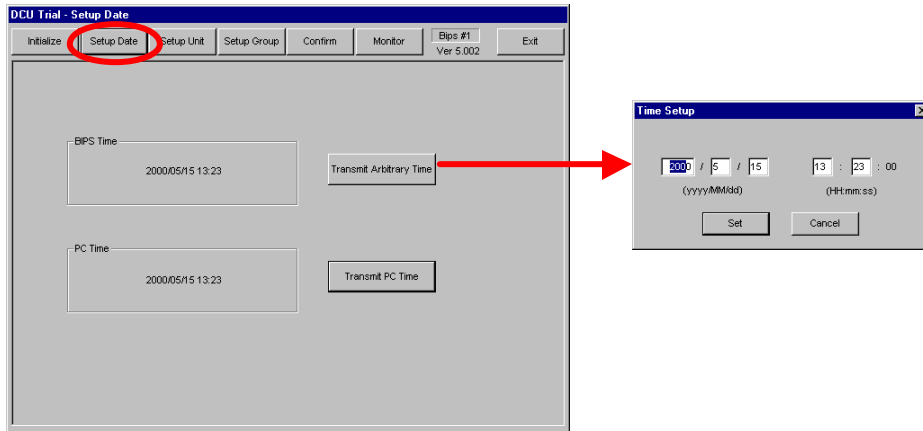 DCU Trial - Setup Date
Initialize Setup Date Setup Unit Setup Group Confirm Monitor Bips #1 Exit
Ver 5.002
BIPS Time
2000/05/15 13:23
Transmit Arbitrary Time
PC Time
2000/05/15 13:23
Transmit PC Time
Time Setup
2000 / 5 / 15 13 : 23 : 00
(yyyy/MM/dd) (HH:mm:ss)
Set Cancel